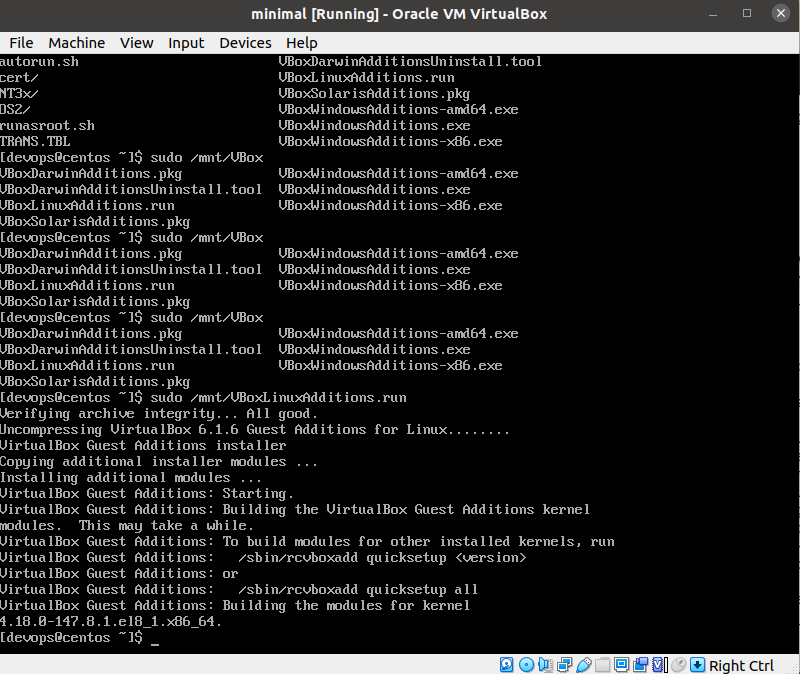 minimal [Running] - Oracle VM VirtualBox
File Machine View Input Devices Help
autorun.sh VBoxDarwinAdditionsUninstall.tool
cert/ VBoxLinuxAdditions.run
NT3x/ VBoxSolarisAdditions.pkg
OS2/ VBoxWindowsAdditions-amd64.exe
runasroot.sh VBoxWindowsAdditions.exe
TRANS.TBL VBoxWindowsAdditions-x86.exe
[devops@centos ~]$ sudo /mnt/VBox
VBoxDarwinAdditions.pkg VBoxWindowsAdditions-amd64.exe
VBoxDarwinAdditionsUninstall.tool VBoxWindowsAdditions.exe
VBoxLinuxAdditions.run VBoxWindowsAdditions-x86.exe
VBoxSolarisAdditions.pkg
[devops@centos ~]$ sudo /mnt/VBox
VBoxDarwinAdditions.pkg VBoxWindowsAdditions-amd64.exe
VBoxDarwinAdditionsUninstall.tool VBoxWindowsAdditions.exe
VBoxLinuxAdditions.run VBoxWindowsAdditions-x86.exe
VBoxSolarisAdditions.pkg
[devops@centos ~]$ sudo /mnt/VBox
VBoxDarwinAdditions.pkg VBoxWindowsAdditions-amd64.exe
VBoxDarwinAdditionsUninstall.tool VBoxWindowsAdditions.exe
VBoxLinuxAdditions.run VBoxWindowsAdditions-x86.exe
VBoxSolarisAdditions.pkg
[devops@centos ~]$ sudo /mnt/VBoxLinuxAdditions.run
Verifying archive integrity... All good.
Uncompressing VirtualBox 6.1.6 Guest Additions for Linux........
VirtualBox Guest Additions installer
Copying additional installer modules ...
Installing additional modules ...
VirtualBox Guest Additions: Starting.
VirtualBox Guest Additions: Building the VirtualBox Guest Additions kernel
modules.  This may take a while.
VirtualBox Guest Additions: To build modules for other installed kernels, run
VirtualBox Guest Additions:   /sbin/rcvboxadd quicksetup <version>
VirtualBox Guest Additions: or
VirtualBox Guest Additions:   /sbin/rcvboxadd quicksetup all
VirtualBox Guest Additions: Building the modules for kernel
4.18.0-147.8.1.el8_1.x86_64.
[devops@centos ~]$ _
Right Ctrl